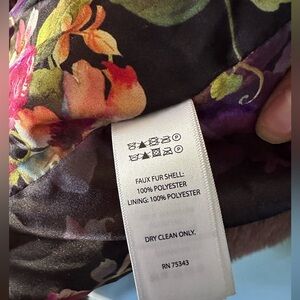 FAUX FUR SHELL:
100% POLYESTER
LINING: 100% POLYESTER
DRY CLEAN ONLY.
RN 75343